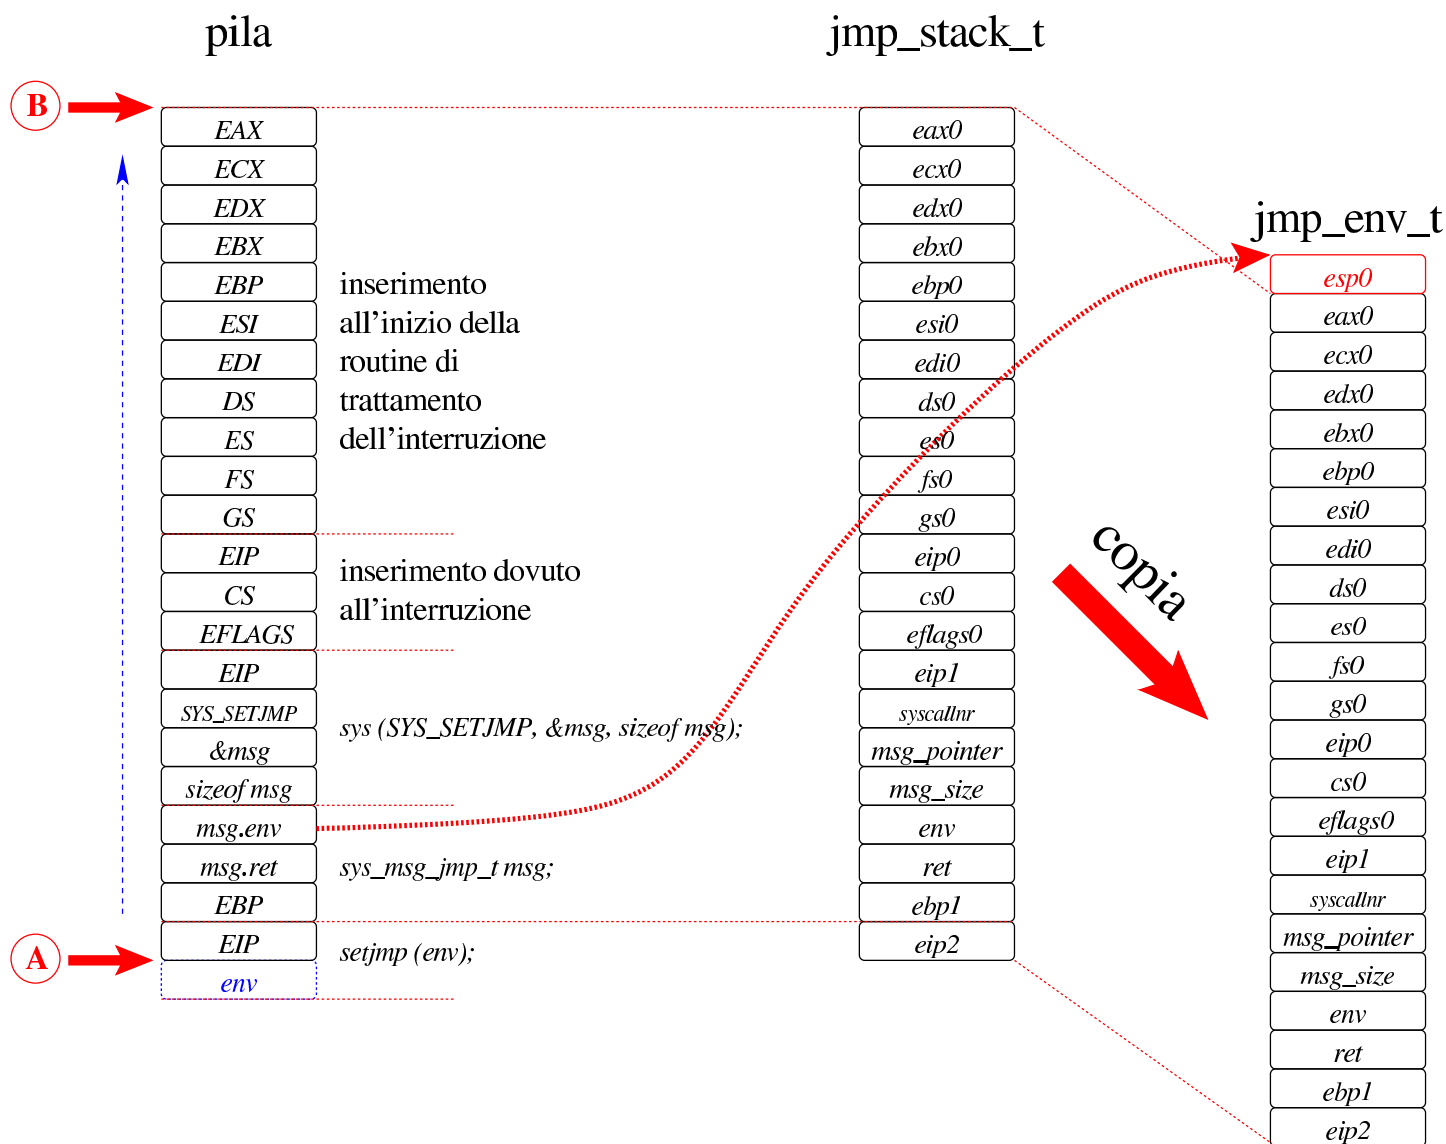 pila
jmp_stack_t
jmp_env_t
B
EAX
ECX
EDX
EBX
EBP
ESI
EDI
DS
ES
FS
GS
EIP
CS
EFLAGS
EIP
SYS_SETJMP
&msg
sizeof msg
msg.env
msg.ret
EBP
EIP
env
A
inserimento
all'inizio della
routine di
trattamento
dell'interruzione
inserimento dovuto
all'interruzione
sys (SYS_SETJMP, &msg, sizeof msg);
sys_msg_jmp_t msg;
setjmp (env);
eax0
ecx0
edx0
ebx0
ebp0
esi0
edi0
ds0
es0
fs0
gs0
eip0
cs0
eflags0
eip1
syscallnr
msg_pointer
msg_size
env
ret
ebp1
eip2
copia
esp0
eax0
ecx0
edx0
ebx0
ebp0
esi0
edi0
ds0
es0
fs0
gs0
eip0
cs0
eflags0
eip1
syscallnr
msg_pointer
msg_size
env
ret
ebp1
eip2